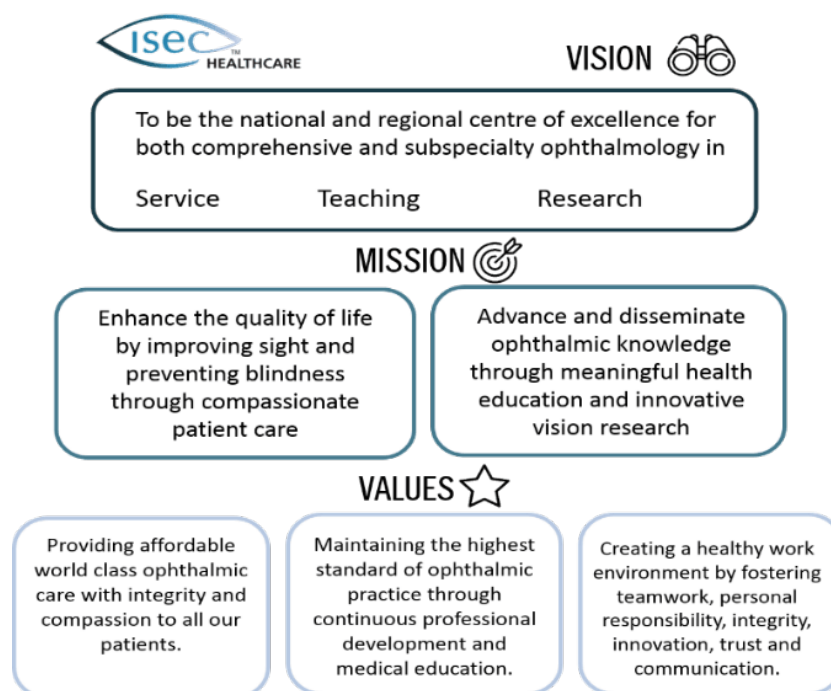 ISEC™
HEALTHCARE
VISION
To be the national and regional centre of excellence for
both comprehensive and subspecialty ophthalmology in
Service Teaching Research
MISSION
Enhance the quality of life
by improving sight and
preventing blindness
through compassionate
patient care
Advance and disseminate
ophthalmic knowledge
through meaningful health
education and innovative
vision research
VALUES
Providing affordable
world class ophthalmic
care with integrity and
compassion to all our
patients.
Maintaining the highest
standard of ophthalmic
practice through
continuous professional
development and
medical education.
Creating a healthy work
environment by fostering
teamwork, personal
responsibility, integrity,
innovation, trust and
communication.